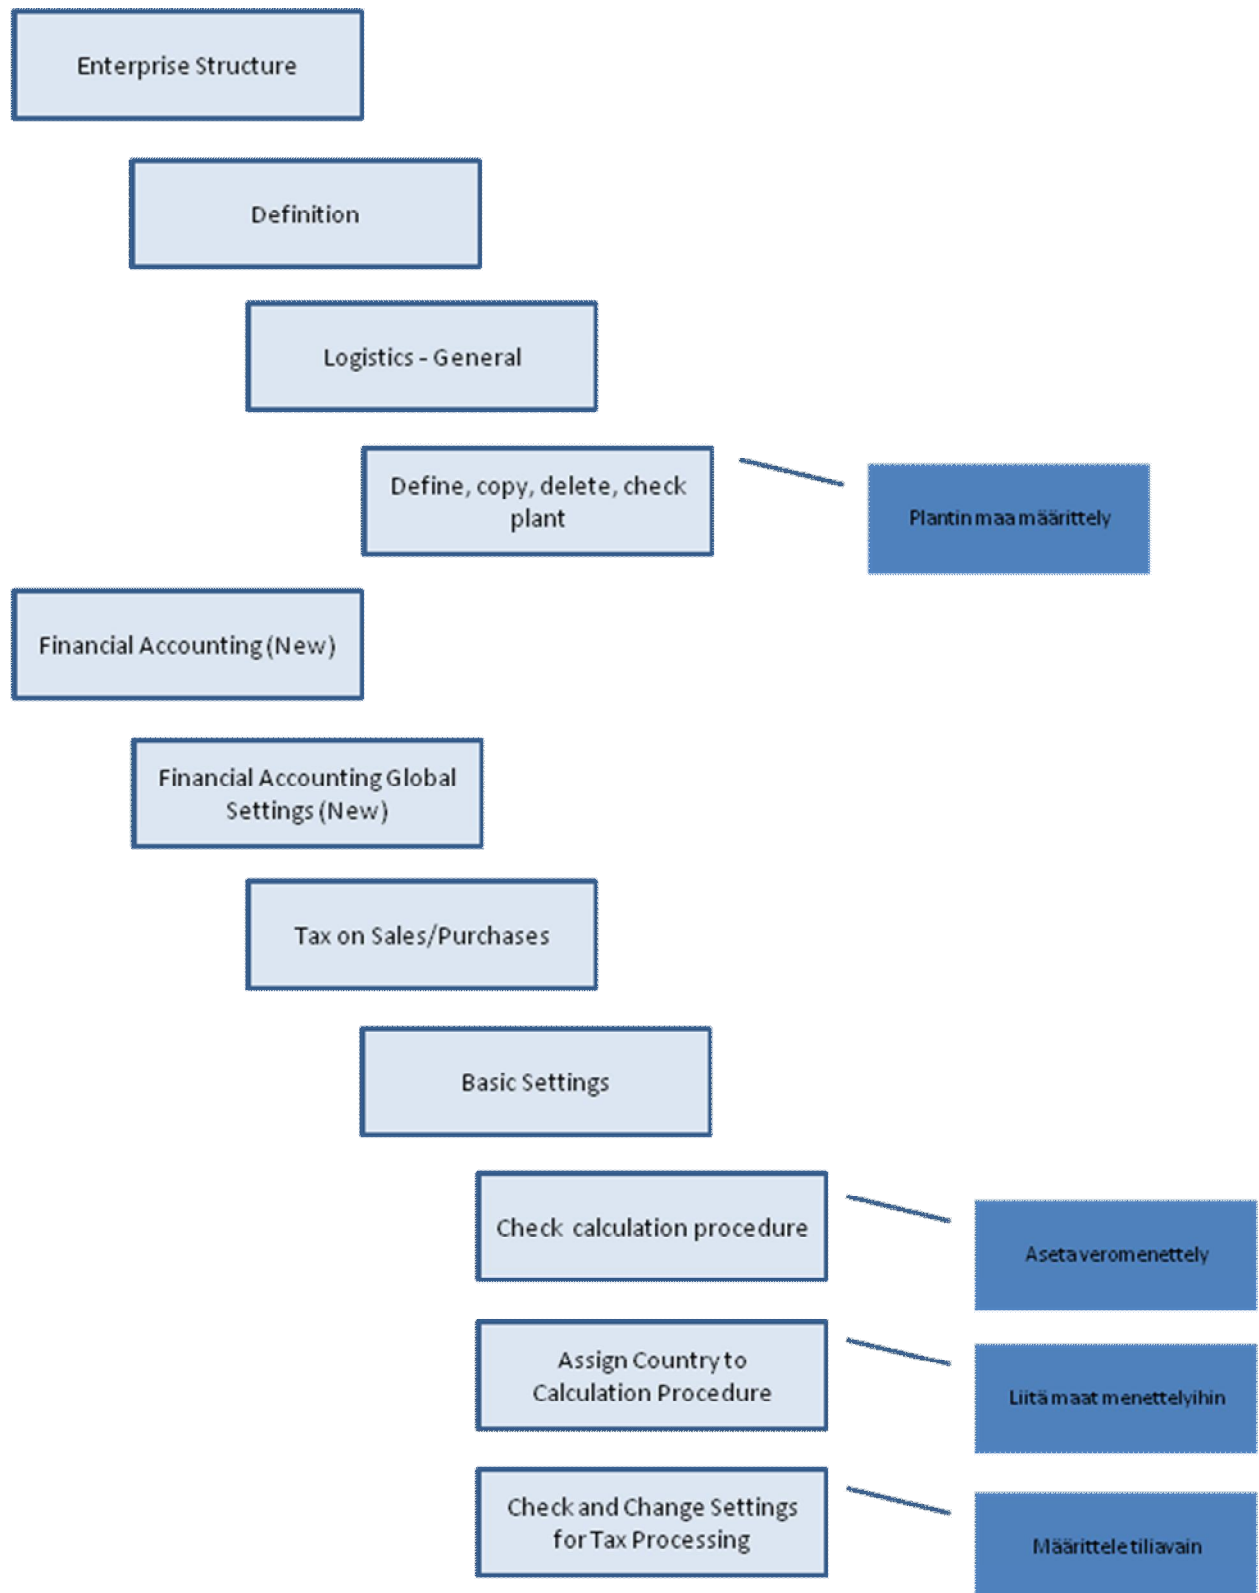 Enterprise Structure
Definition
Logistics - General
Define, copy, delete, check
plant
Plantin maa määrittely
Financial Accounting (New)
Financial Accounting Global
Settings (New)
Tax on Sales/Purchases
Basic Settings
Check calculation procedure
Aseta veromenettely
Assign Country to
Calculation Procedure
Liitä maat menettelyihin
Check and Change Settings
for Tax Processing
Määrittele tiliavain